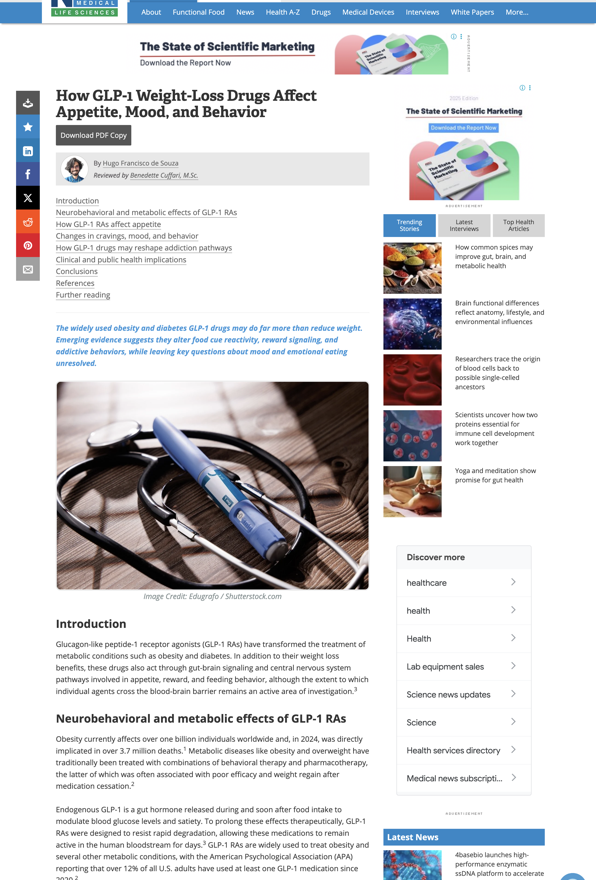 MEDICAL
LIFE SCIENCES
About Functional Food News Health A-Z Drugs Medical Devices Interviews White Papers More...
The State of Scientific Marketing
Download the Report Now
ADVERTISEMENT
How GLP-1 Weight-Loss Drugs Affect
Appetite, Mood, and Behavior
Download PDF Copy
By Hugo Francisco de Souza
Reviewed by Benedette Cuffari, M.Sc.
Introduction
Neurobehavioral and metabolic effects of GLP-1 RAs
How GLP-1 RAs affect appetite
Changes in cravings, mood, and behavior
How GLP-1 drugs may reshape addiction pathways
Clinical and public health implications
Conclusions
References
Further reading
The widely used obesity and diabetes GLP-1 drugs may do far more than reduce weight.
Emerging evidence suggests they alter food cue reactivity, reward signaling, and
addictive behaviors, while leaving key questions about mood and emotional eating
unresolved.
Image Credit: Edugrafo / Shutterstock.com
Introduction
Glucagon-like peptide-1 receptor agonists (GLP-1 RAs) have transformed the treatment of
metabolic conditions such as obesity and diabetes. In addition to their weight loss
benefits, these drugs also act through gut-brain signaling and central nervous system
pathways involved in appetite, reward, and feeding behavior, although the extent to which
individual agents cross the blood-brain barrier remains an active area of investigation.3
Neurobehavioral and metabolic effects of GLP-1 RAs
Obesity currently affects over one billion individuals worldwide and, in 2024, was directly
implicated in over 3.7 million deaths.1 Metabolic diseases like obesity and overweight have
traditionally been treated with combinations of behavioral therapy and pharmacotherapy,
the latter of which was often associated with poor efficacy and weight regain after
medication cessation.2
Endogenous GLP-1 is a gut hormone released during and soon after food intake to
modulate blood glucose levels and satiety. To prolong these effects therapeutically, GLP-1
RAs were designed to resist rapid degradation, allowing these medications to remain
active in the human bloodstream for days.3 GLP-1 RAs are widely used to treat obesity and
several other metabolic conditions, with the American Psychological Association (APA)
reporting that over 12% of all U.S. adults have used at least one GLP-1 medication since
2020.2
The State of Scientific Marketing
Download the Report Now
ADVERTISEMENT
Trending
Stories
Latest
Interviews
Top Health
Articles
How common spices may
improve gut, brain, and
metabolic health
Brain functional differences
reflect anatomy, lifestyle, and
environmental influences
Researchers trace the origin
of blood cells back to
possible single-celled
ancestors
Scientists uncover how two
proteins essential for
immune cell development
work together
Yoga and meditation show
promise for gut health
Discover more
healthcare
health
Health
Lab equipment sales
Science news updates
Science
Health services directory
Medical news subscripti...
ADVERTISEMENT
Latest News
4basebio launches high-
performance enzymatic
ssDNA platform to accelerate